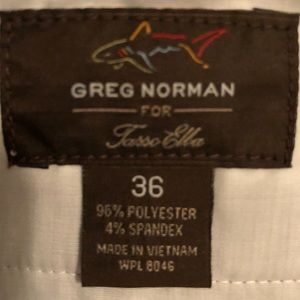 GREG NORMAN
FOR
Tasso Elba
36
96% POLYESTER
4% SPANDEX
MADE IN VIETNAM
WPL 8046